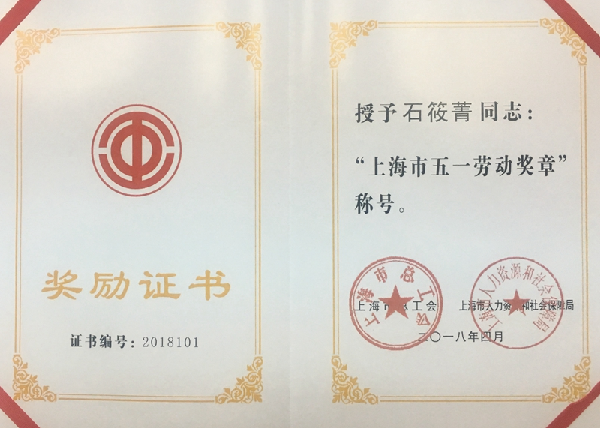 奖励证书
证书编号：2018101
授予石筱菁同志：
“上海市五一劳动奖章”
称号。
上海市总工会
上海市人力资源和社会保障局
上海市总工会
上海市人力资源和社会保障局
二〇一八年四月